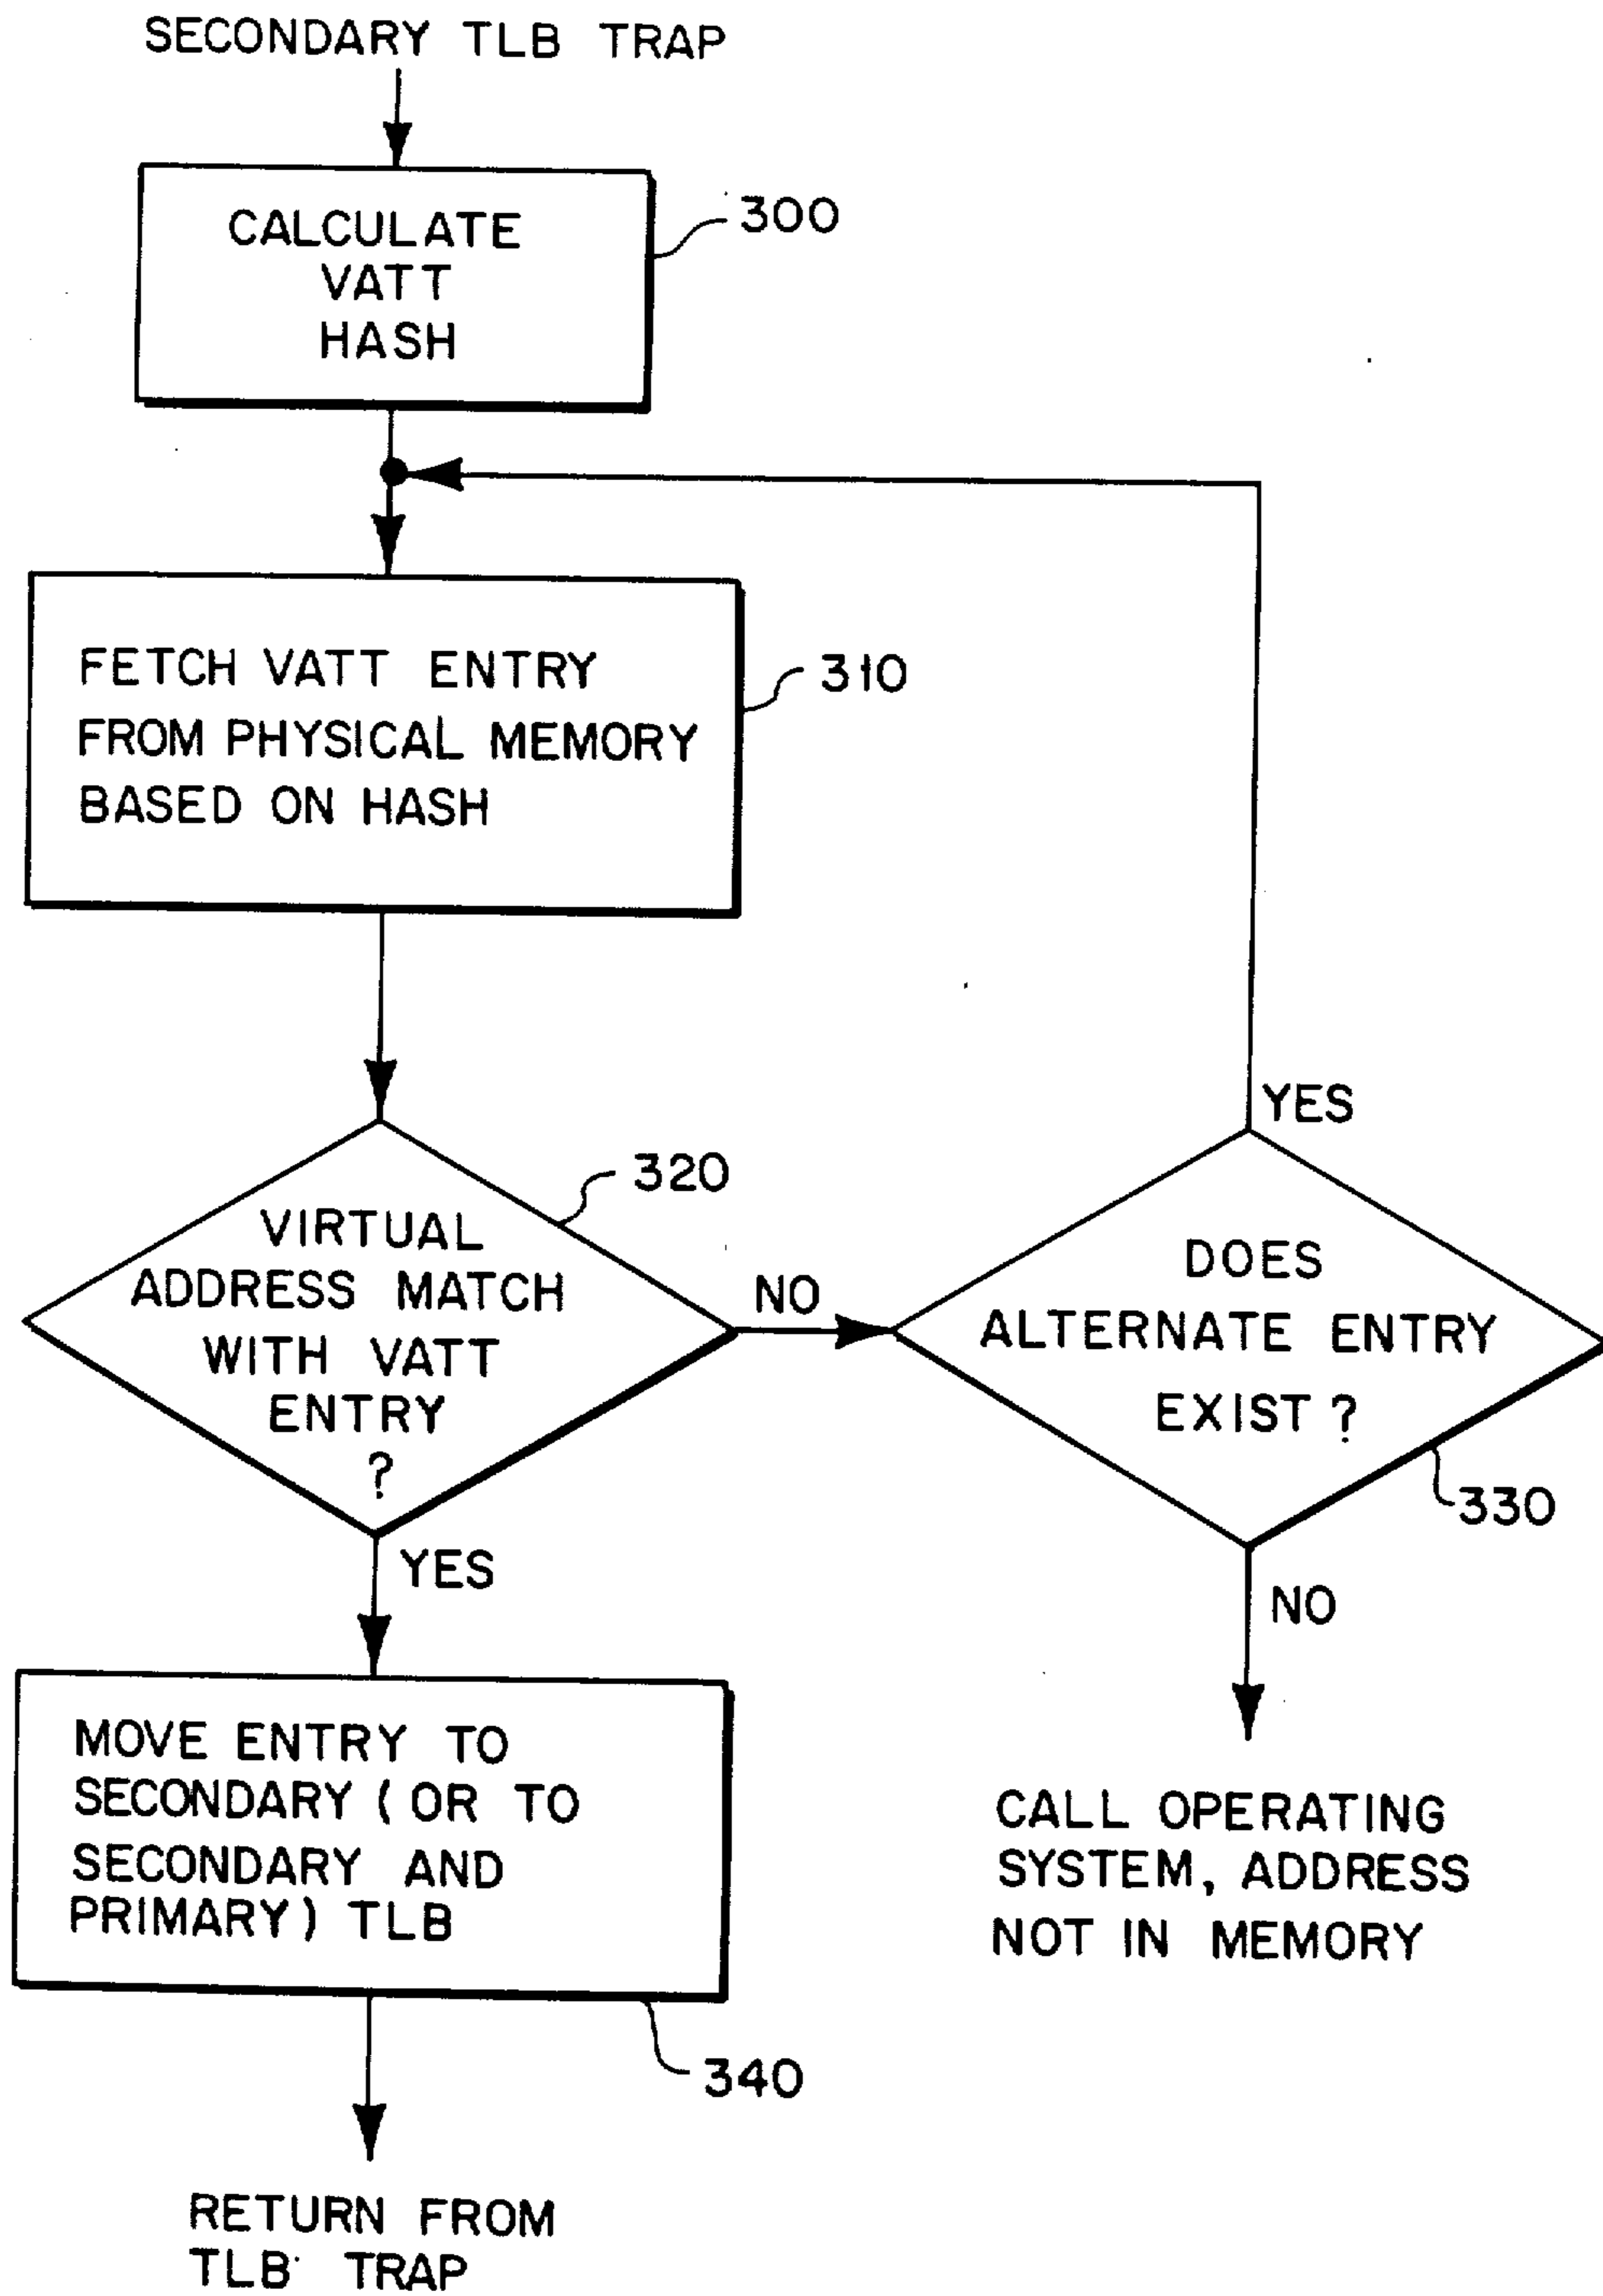 SECONDARY TLB TRAP
CALCULATE
VATT
HASH
300
FETCH VATT ENTRY
FROM PHYSICAL MEMORY
BASED ON HASH
310
VIRTUAL
ADDRESS MATCH
WITH VATT
ENTRY
?
320
NO
YES
DOES
ALTERNATE ENTRY
EXIST ?
330
YES
NO
MOVE ENTRY TO
SECONDARY ( OR TO
SECONDARY AND
PRIMARY ) TLB
340
CALL OPERATING
SYSTEM, ADDRESS
NOT IN MEMORY
RETURN FROM
TLB TRAP